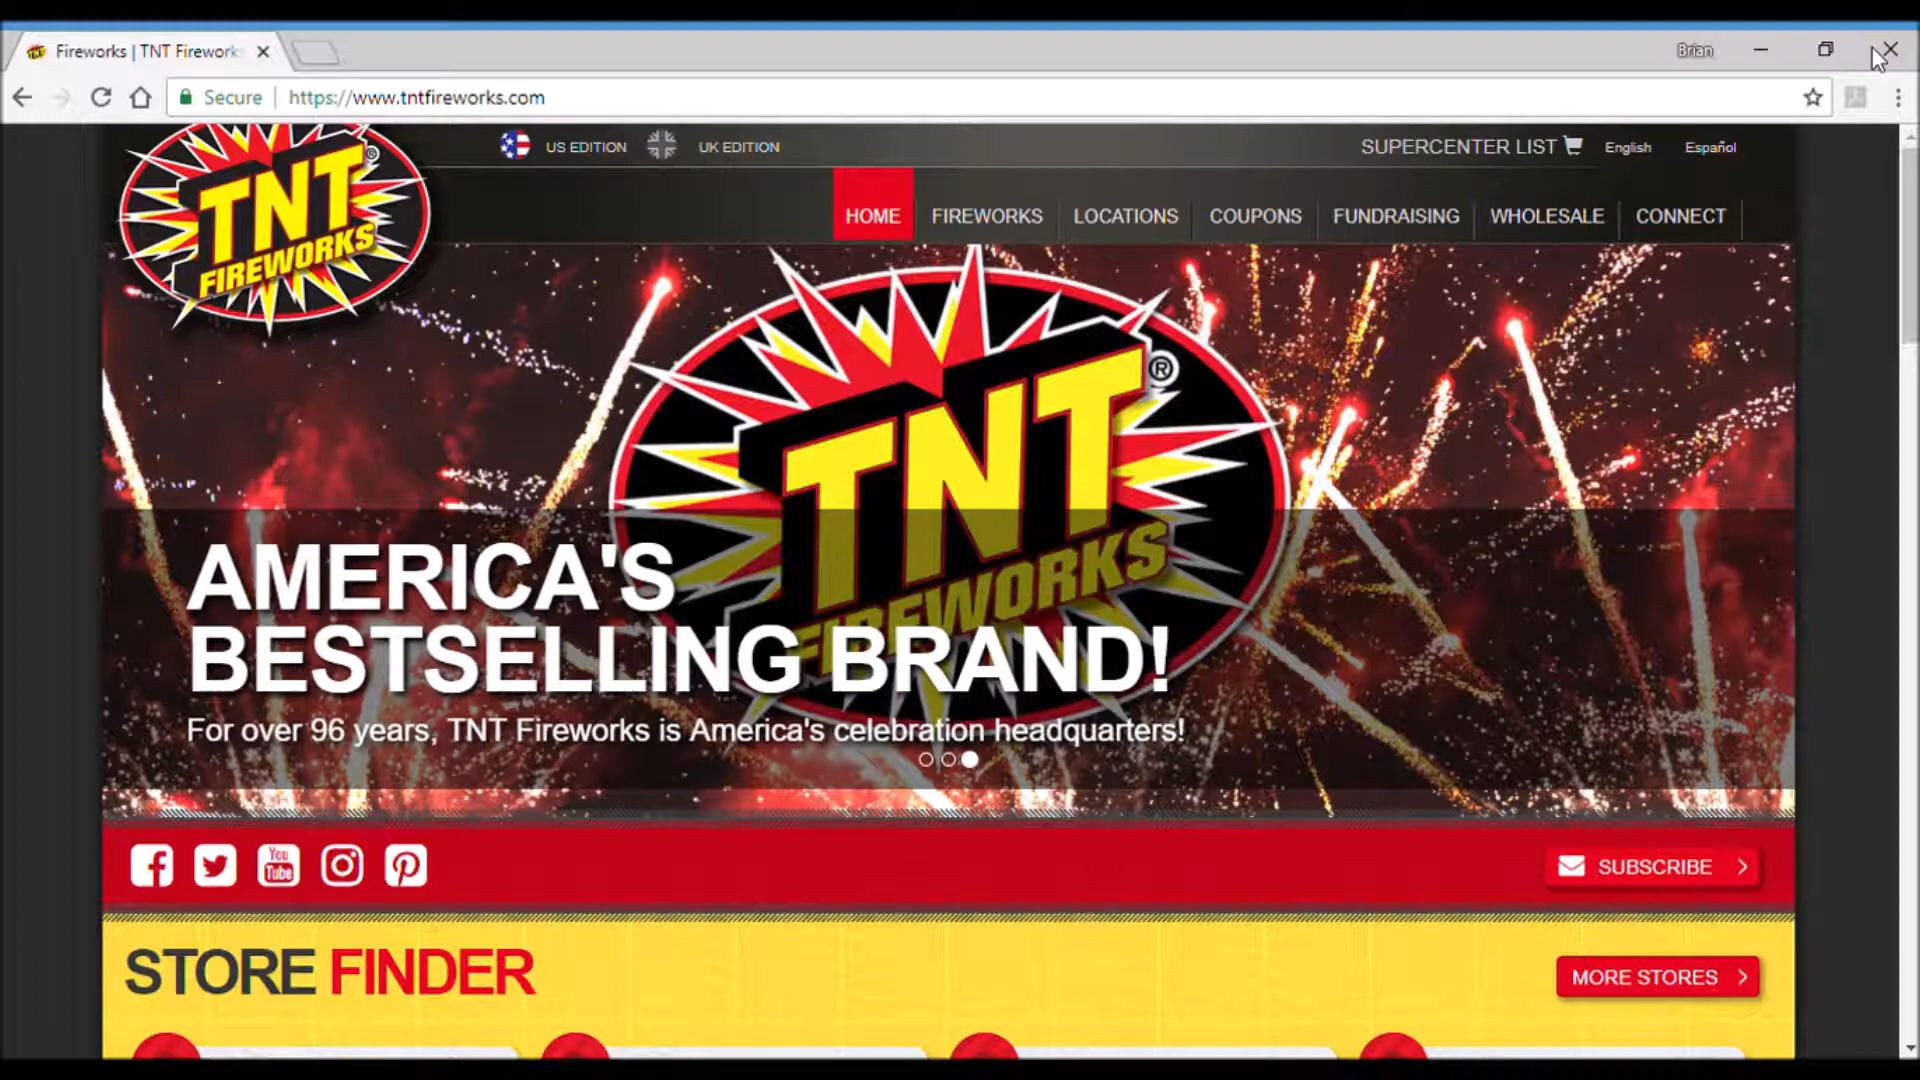 Fireworks | TNT Firework
Brian
Secure
https://www.tntfireworks.com
US EDITION
UK EDITION
SUPERCENTER LIST
English
Español
TNT
FIREWORKS
®
HOME
FIREWORKS
LOCATIONS
COUPONS
FUNDRAISING
WHOLESALE
CONNECT
TNT
FIREWORKS
®
AMERICA'S
BESTSELLING BRAND!
For over 96 years, TNT Fireworks is America's celebration headquarters!
You
Tube
SUBSCRIBE
STORE FINDER
MORE STORES